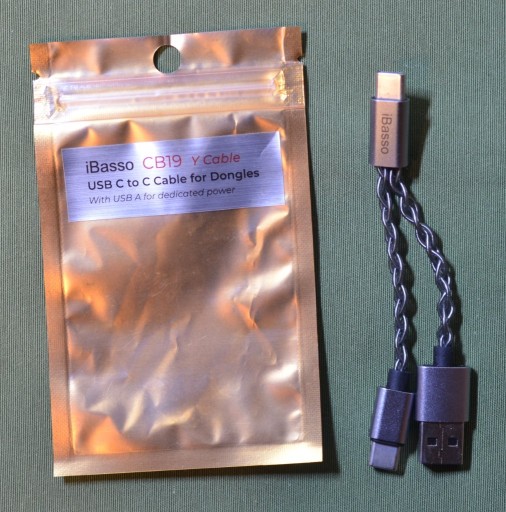 iBasso CB19 Y Cable
USB C to C Cable for Dongles
With USB A for dedicated power
iBasso